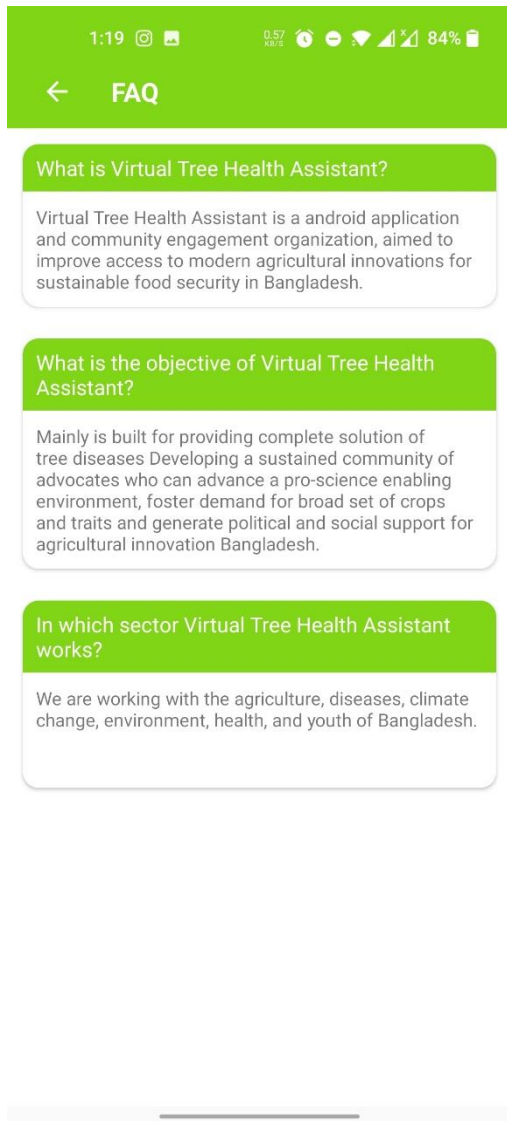 1:19
0.57
KB/S
84%
FAQ
What is Virtual Tree Health Assistant?
Virtual Tree Health Assistant is a android application
and community engagement organization, aimed to
improve access to modern agricultural innovations for
sustainable food security in Bangladesh.
What is the objective of Virtual Tree Health
Assistant?
Mainly is built for providing complete solution of
tree diseases Developing a sustained community of
advocates who can advance a pro-science enabling
environment, foster demand for broad set of crops
and traits and generate political and social support for
agricultural innovation Bangladesh.
In which sector Virtual Tree Health Assistant
works?
We are working with the agriculture, diseases, climate
change, environment, health, and youth of Bangladesh.